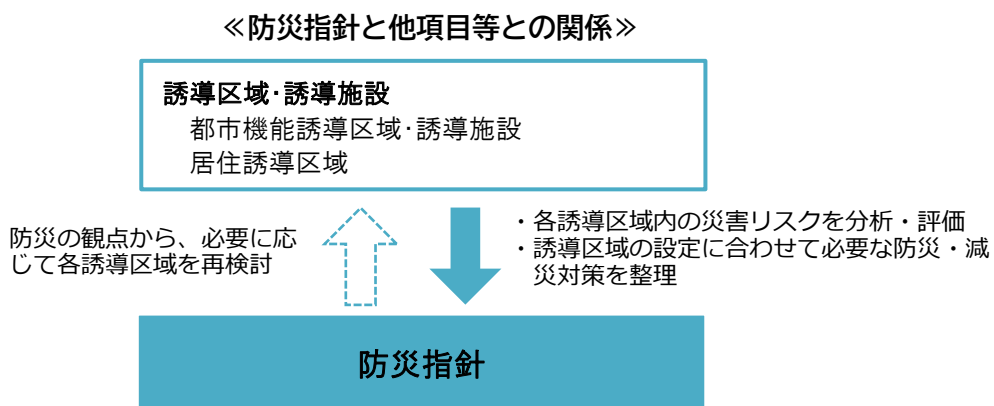 ≪防災指針と他項目等との関係≫
誘導区域･誘導施設
都市機能誘導区域･誘導施設
居住誘導区域
防災の観点から、必要に応
じて各誘導区域を再検討
・各誘導区域内の災害リスクを分析・評価
・誘導区域の設定に合わせて必要な防災・減
災対策を整理
防災指針